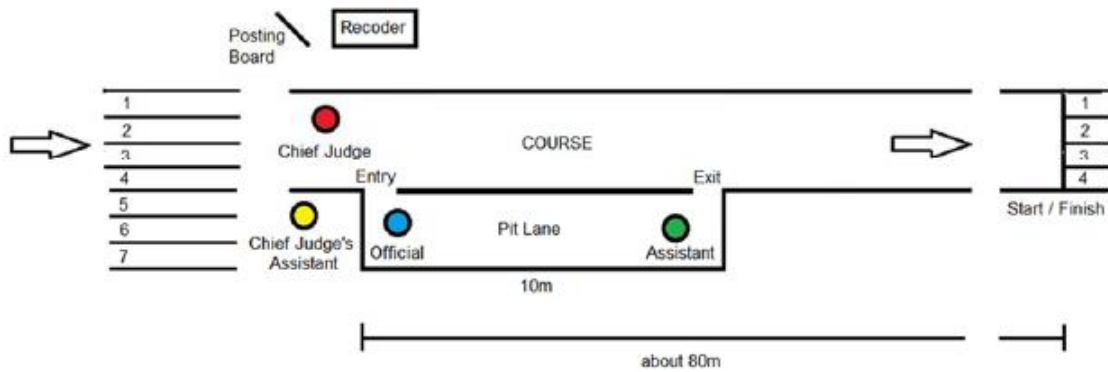 Posting
Board
Recoder
1
2
3
4
5
6
7
Chief Judge
COURSE
Entry
Exit
1
2
3
4
Start / Finish
Chief Judge's
Assistant
Official
Pit Lane
Assistant
10m
about 80m